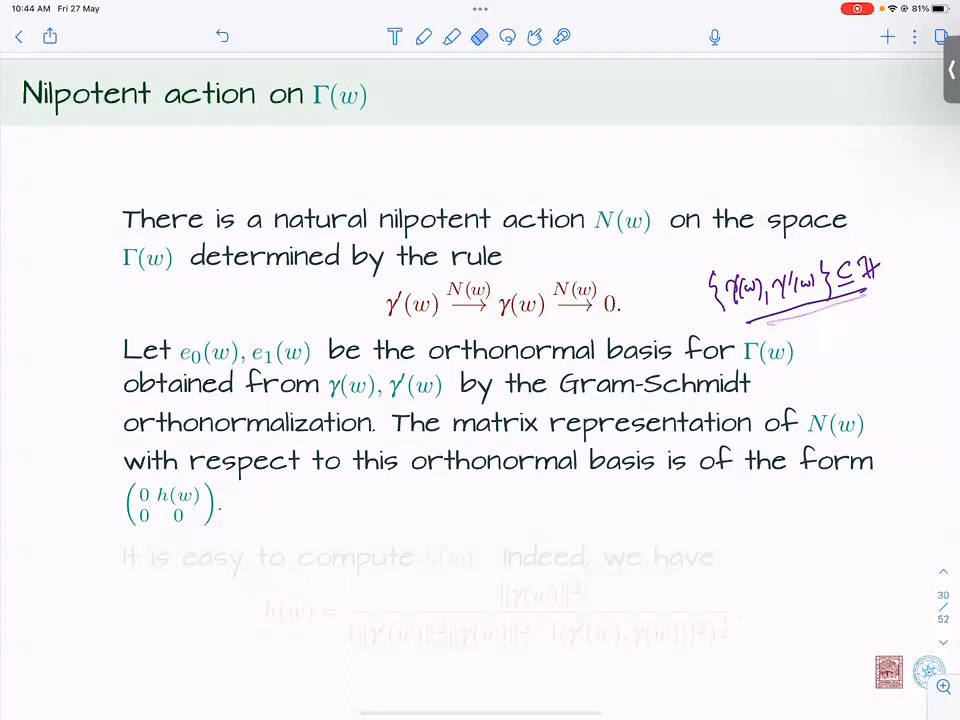 10:44 AM Fri 27 May
81%
Nilpotent action on Γ(w)
There is a natural nilpotent action N(w) on the space
Γ(w) determined by the rule
γ′(w) —N(w)→ γ(w) —N(w)→ 0.
{γ(w), γ′(w)} ⊆ ℋ
Let e₀(w), e₁(w) be the orthonormal basis for Γ(w)
obtained from γ(w), γ′(w) by the Gram-Schmidt
orthonormalization. The matrix representation of N(w)
with respect to this orthonormal basis is of the form
(0 h(w)
0 0).
It is easy to compute h(w). Indeed, we have
h(w) = ‖γ(w)‖² / (‖γ′(w)‖²‖γ(w)‖² - |⟨γ′(w), γ(w)⟩|²)^{1/2}.
30
/
52